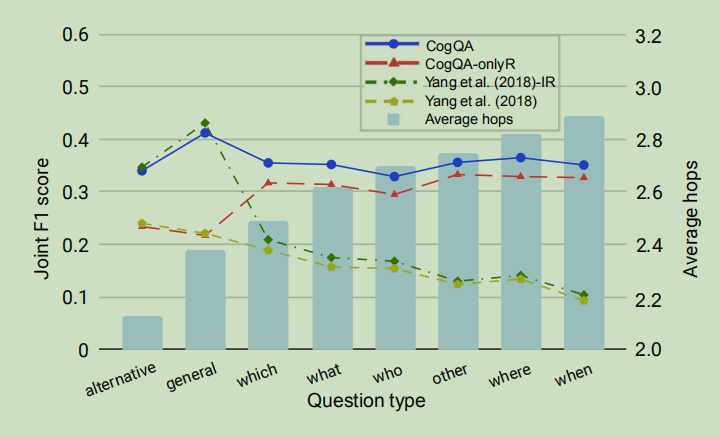 0.6
0.5
0.4
0.3
0.2
0.1
0
Joint F1 score
3.2
3.0
2.8
2.6
2.4
2.2
2.0
Average hops
CogQA
CogQA-onlyR
Yang et al. (2018)-IR
Yang et al. (2018)
Average hops
alternative
general
which
what
who
other
where
when
Question type